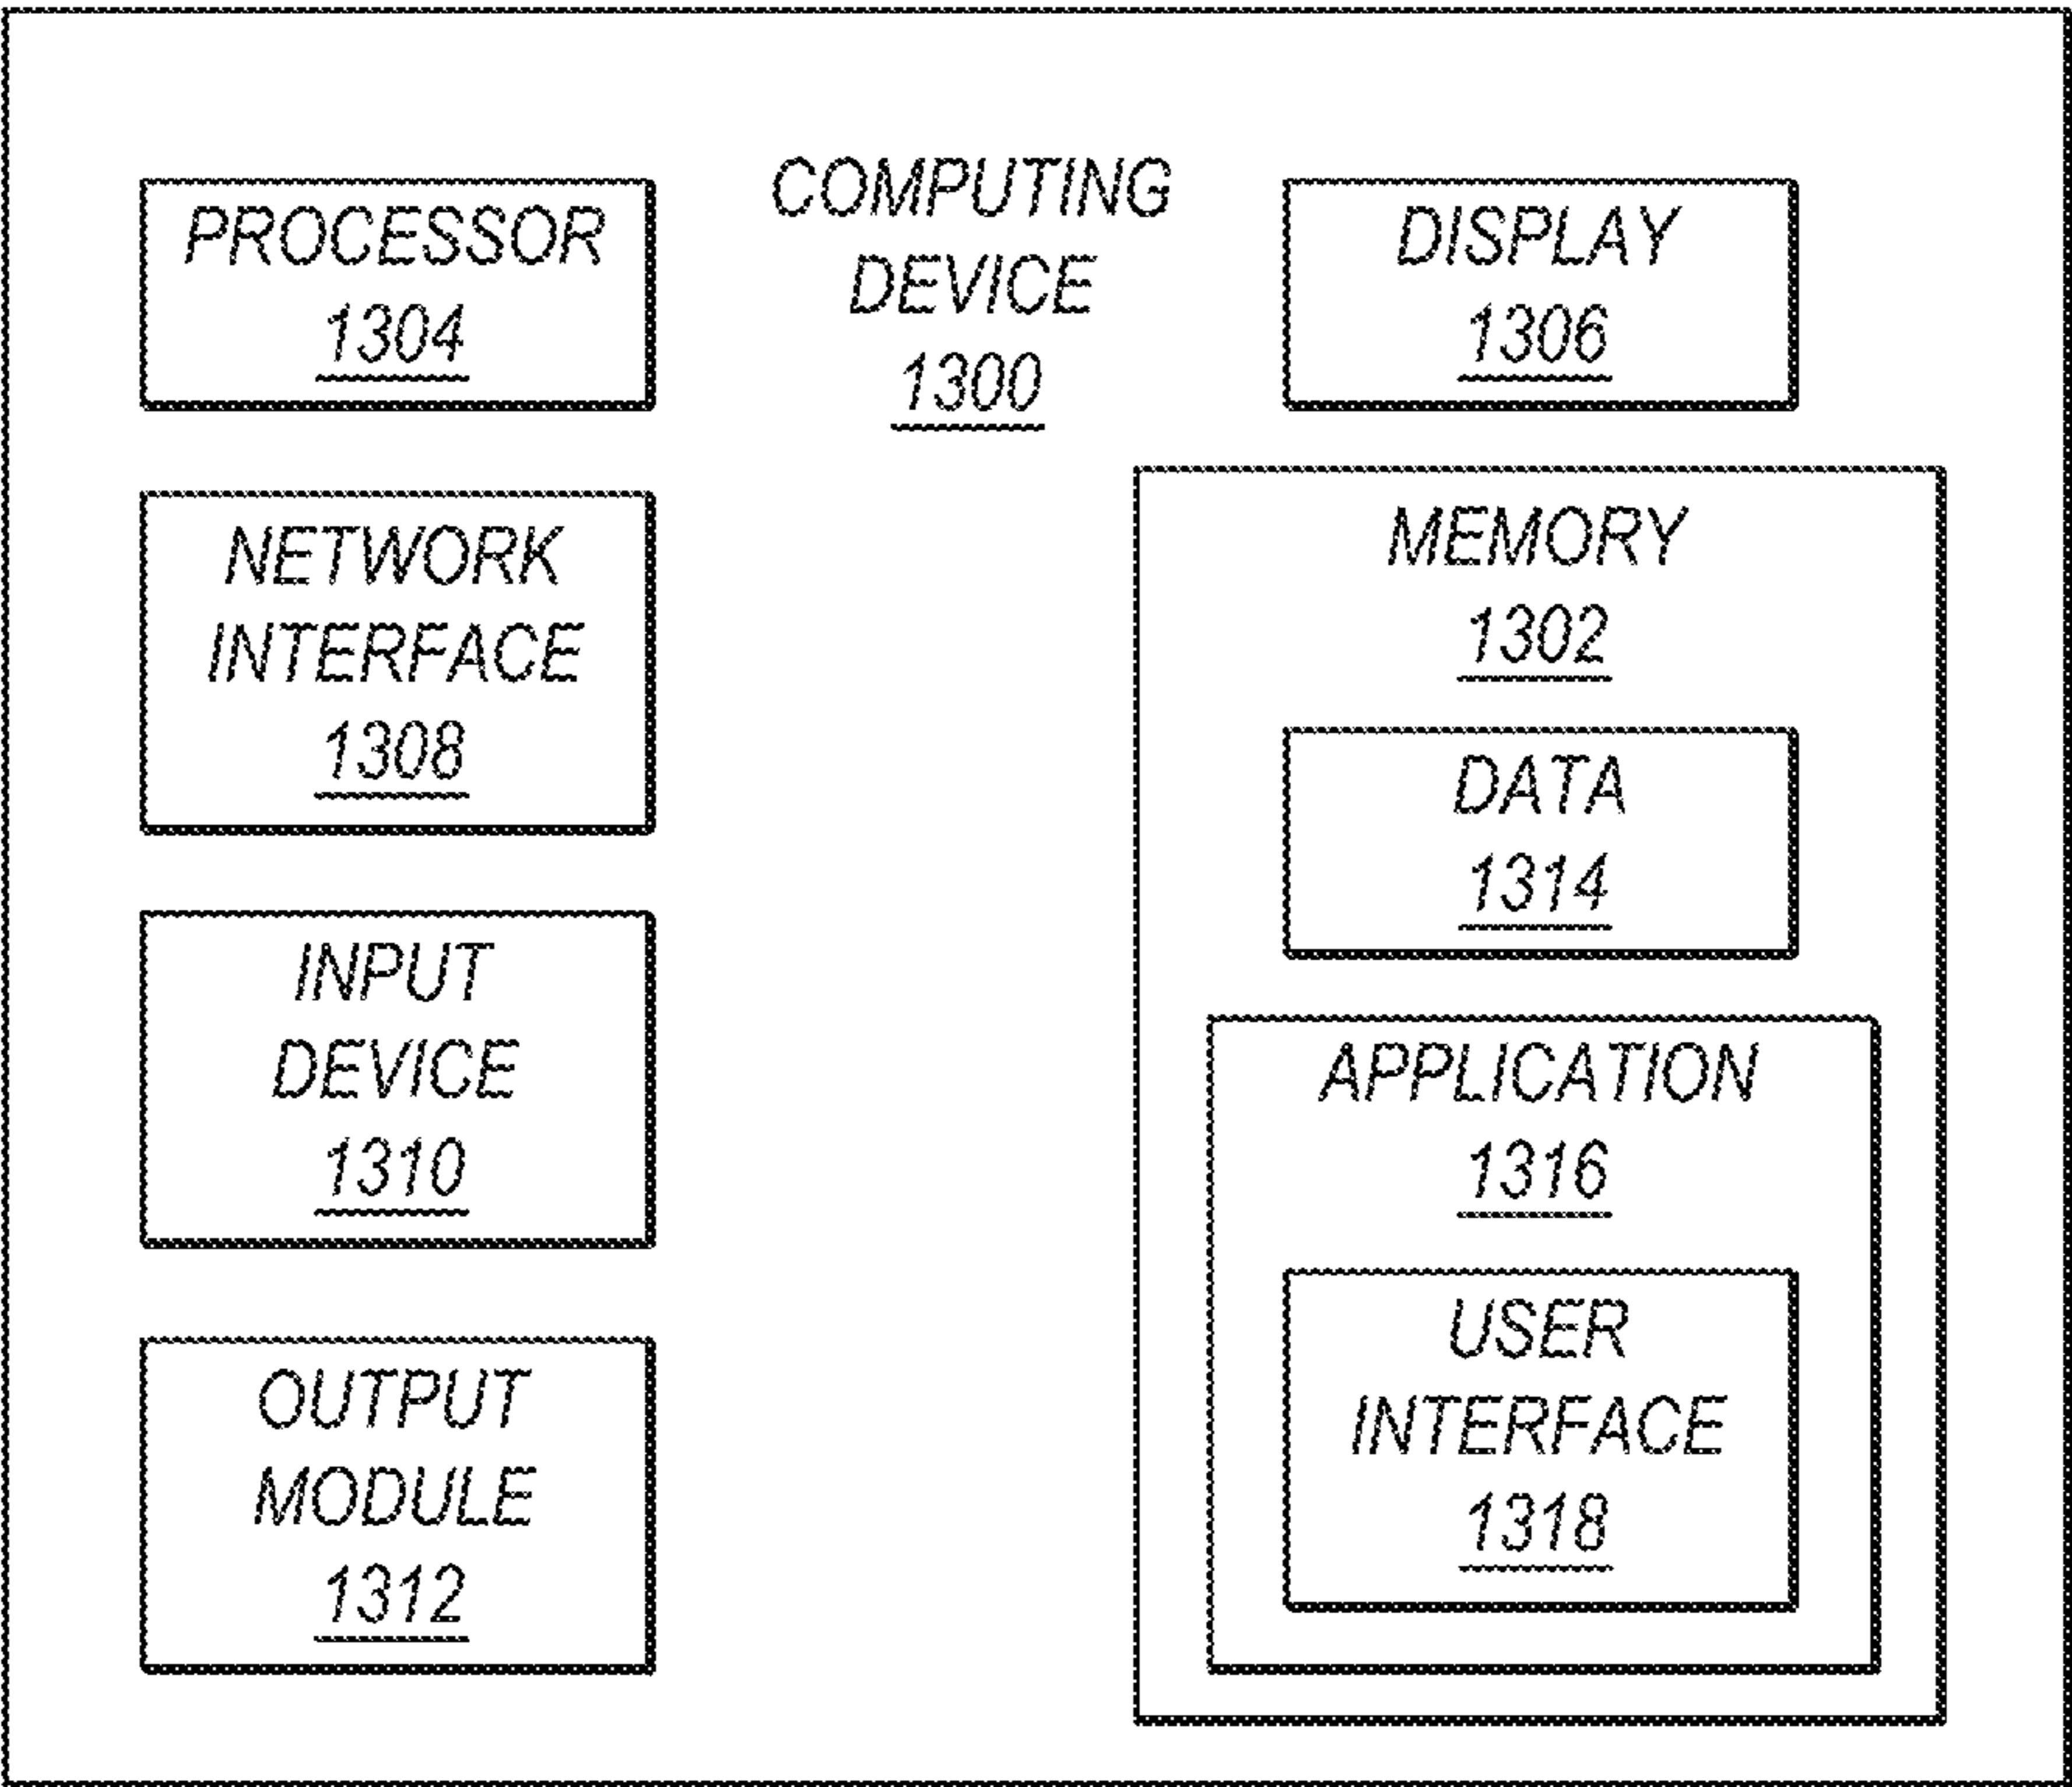 COMPUTING
DEVICE
1300
PROCESSOR
1304
NETWORK
INTERFACE
1308
INPUT
DEVICE
1310
OUTPUT
MODULE
1312
DISPLAY
1306
MEMORY
1302
DATA
1314
APPLICATION
1316
USER
INTERFACE
1318